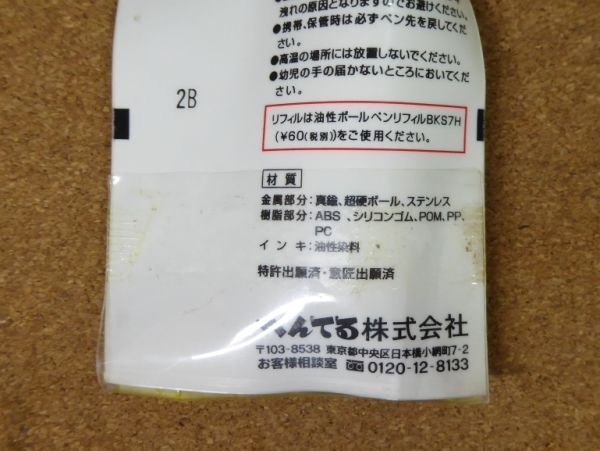 洩れの原因となりますのでお避けください。
●携帯、保管時は必ずペン先を戻してくだ
さい。
●高温の場所には放置しないでください。
●幼児の手の届かないところにおいてくだ
さい。
2B
リフィルは油性ボールペンリフィルBKS7H
(¥60(税別))をご使用ください。
材質
金属部分:真鍮、超硬ボール、ステンレス
樹脂部分:ABS、シリコンゴム、POM、PP、
PC
インキ:油性染料
特許出願済・意匠出願済
ぺんてる株式会社
〒103-8538 東京都中央区日本橋小網町7-2
お客様相談室 0120-12-8133